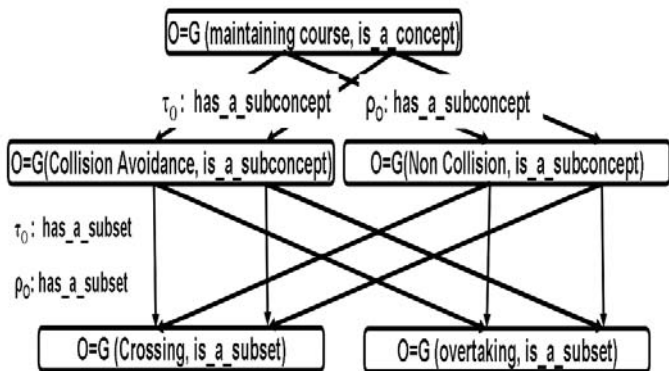 O=G (maintaining course, is_a_concept)
τ₀: has_a_subconcept
ρ₀: has_a_subconcept
O=G(Collision Avoidance, is_a_subconcept)
O=G(Non Collision, is_a_subconcept)
τ₀: has_a_subset
ρ₀: has_a_subset
O=G (Crossing, is_a_subset)
O=G (overtaking, is_a_subset)